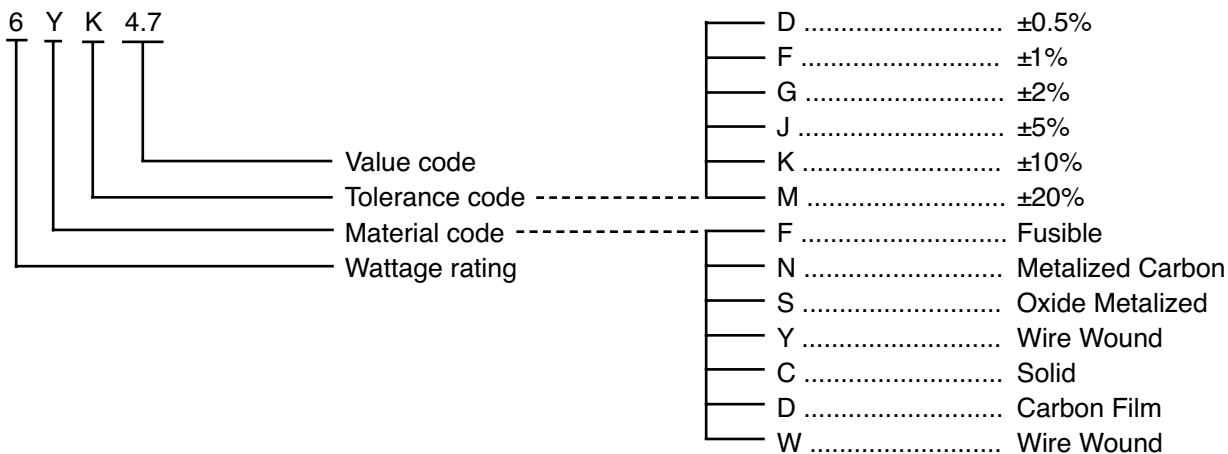 6 Y K 4.7
Value code
Tolerance code
Material code
Wattage rating
D ........................... ±0.5%
F ........................... ±1%
G ........................... ±2%
J ............................ ±5%
K ........................... ±10%
M .......................... ±20%
F ........................... Fusible
N ........................... Metalized Carbon
S ........................... Oxide Metalized
Y ........................... Wire Wound
C ........................... Solid
D ........................... Carbon Film
W .......................... Wire Wound